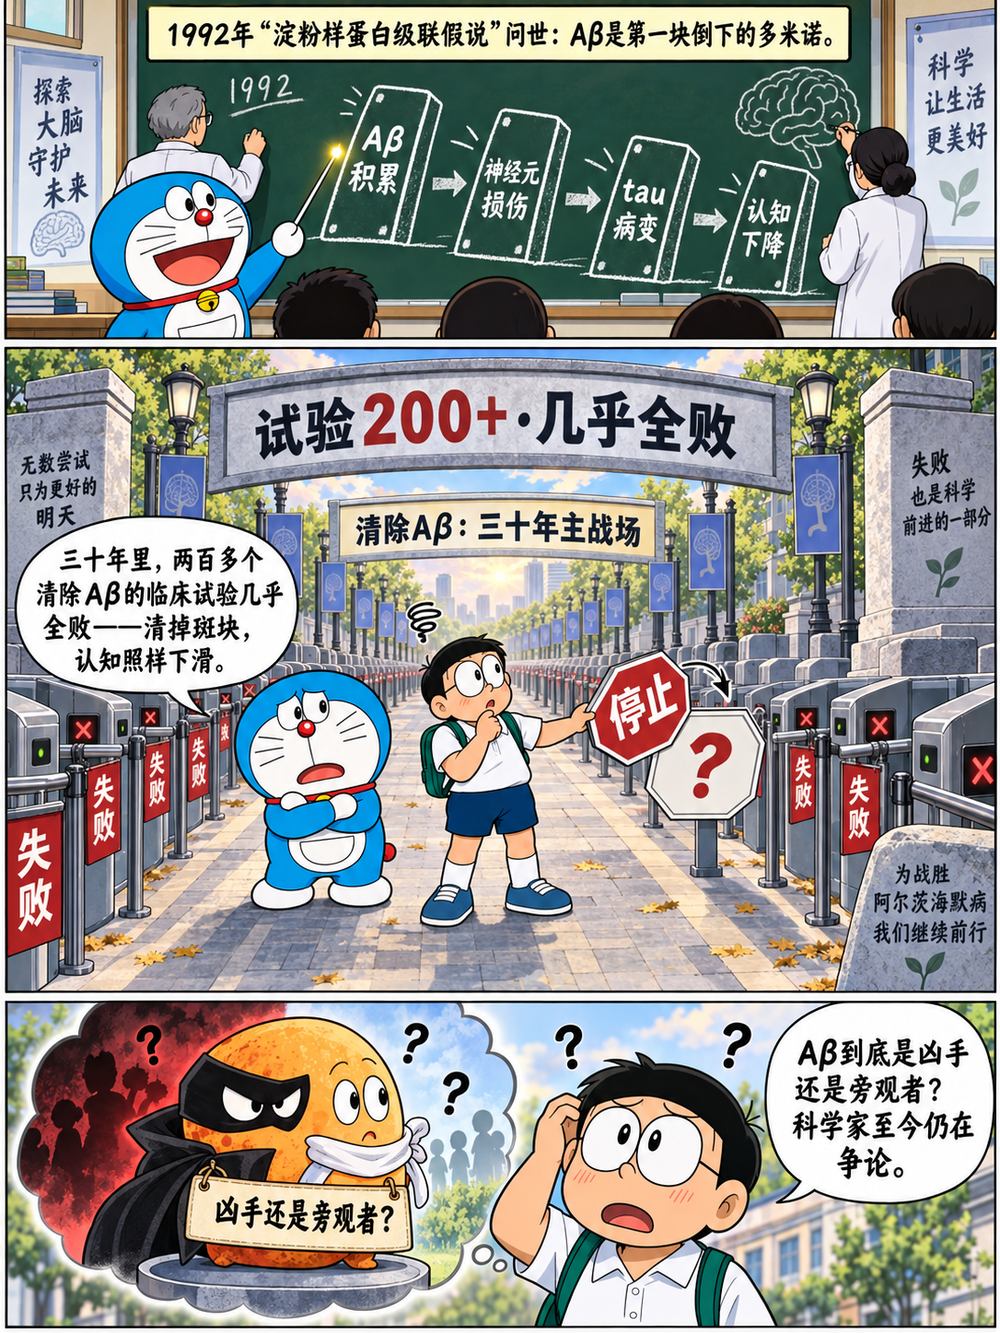 1992年“淀粉样蛋白级联假说”问世：Aβ是第一块倒下的多米诺。
探索
大脑
守护
未来
1992
Aβ
积累
神经元
损伤
tau
病变
认知
下降
科学
让生活
更美好
试验200+·几乎全败
清除Aβ：三十年主战场
无数尝试
只为更好的
明天
失败
也是科学
前进的一部分
三十年里，两百多个
清除Aβ的临床试验几乎
全败——清掉斑块，
认知照样下滑。
停止
?
失败
失败
失败
失败
失败
失败
失败
为战胜
阿尔茨海默病
我们继续前行
?
?
?
?
?
凶手还是旁观者？
Aβ到底是凶手
还是旁观者？
科学家至今仍在
争论。